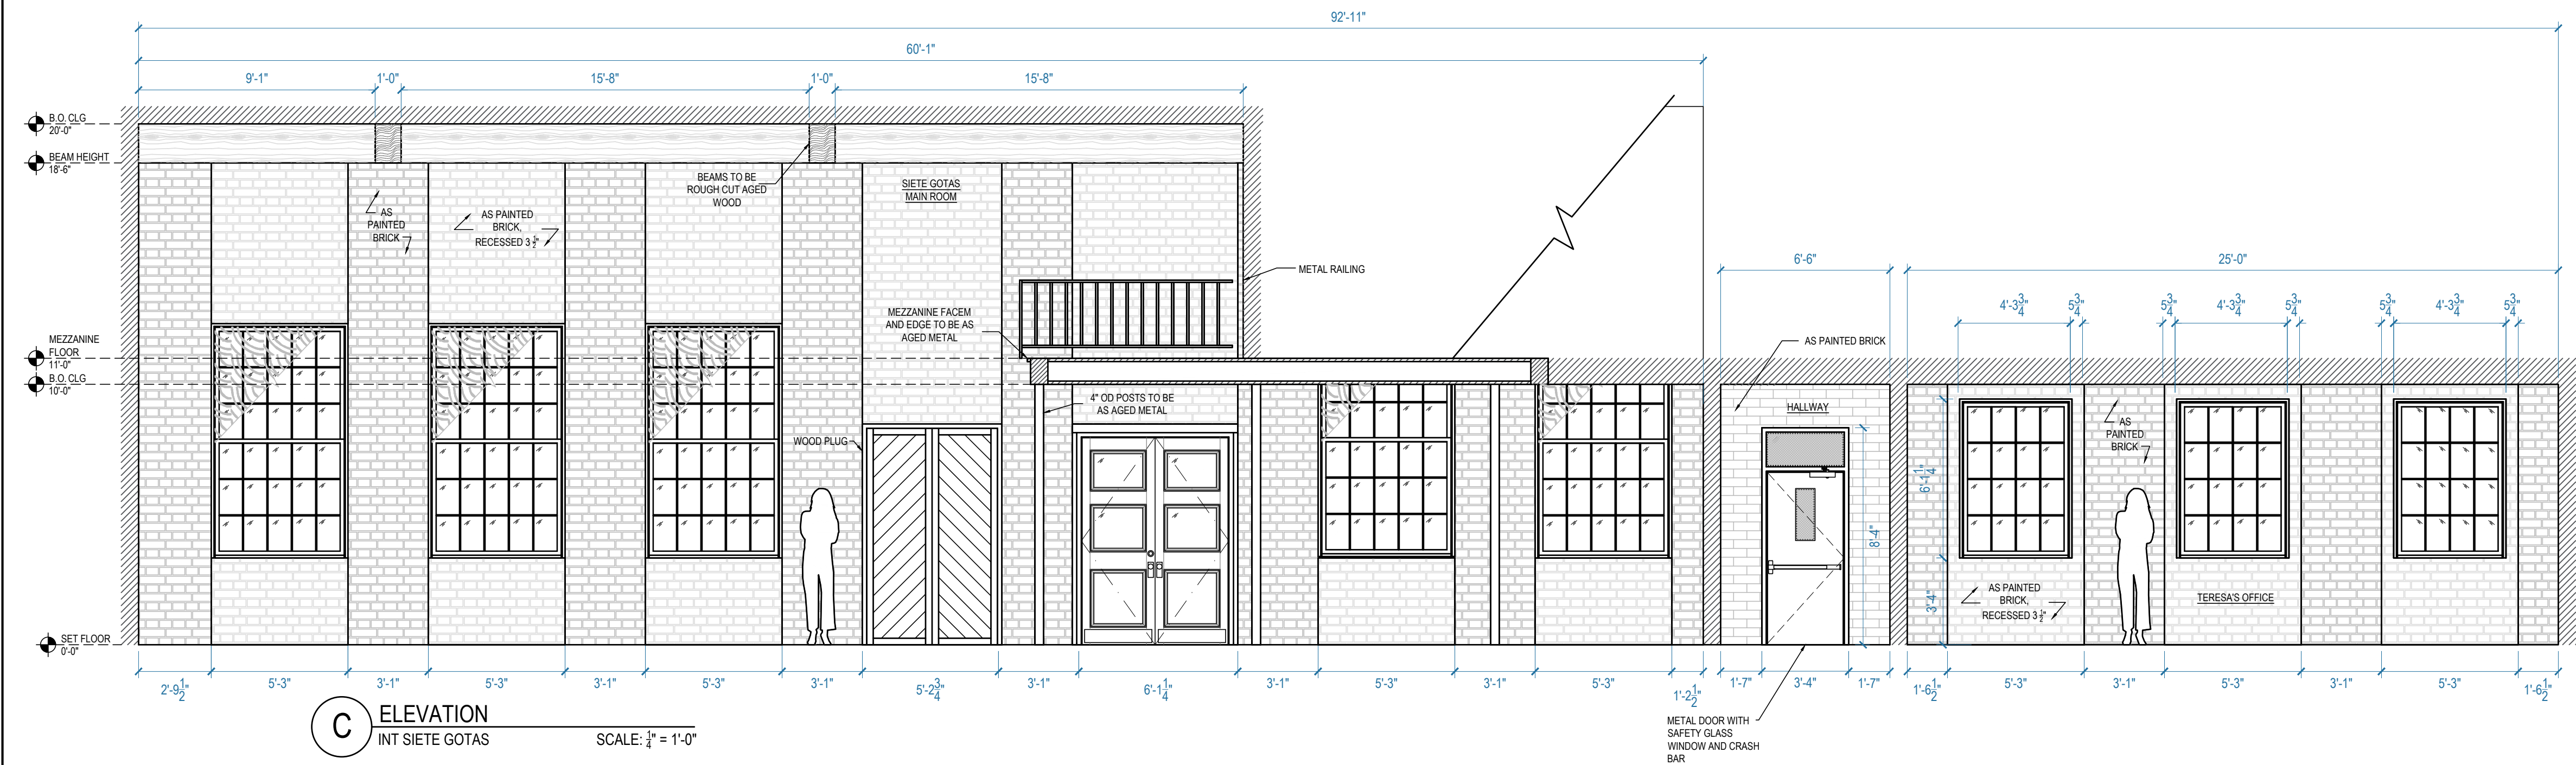 92'-11"
60'-1"
9'-1" 1'-0" 15'-8" 1'-0" 15'-8"
B.O. CLG
20'-0"
BEAM HEIGHT
18'-6"
BEAMS TO BE
ROUGH CUT AGED
WOOD
SIETE GOTAS
MAIN ROOM
AS
PAINTED
BRICK
AS PAINTED
BRICK,
RECESSED 3 1/2"
METAL RAILING
6'-6" 25'-0"
4'-3 3/4" 5 3/4" 5 3/4" 4'-3 3/4" 5 3/4" 5 3/4" 4'-3 3/4" 5 3/4"
MEZZANINE FACEM
AND EDGE TO BE AS
AGED METAL
MEZZANINE
FLOOR
11'-0"
B.O. CLG
10'-0"
AS PAINTED BRICK
4" OD POSTS TO BE
AS AGED METAL
HALLWAY
WOOD PLUG
AS
PAINTED
BRICK
6'-1 1/4"
8'-4"
3'-4"
AS PAINTED
BRICK,
RECESSED 3 1/2"
TERESA'S OFFICE
SET FLOOR
0'-0"
2'-9 1/2" 5'-3" 3'-1" 5'-3" 3'-1" 5'-3" 3'-1" 5'-2 3/4" 3'-1" 6'-1 1/4" 3'-1" 5'-3" 3'-1" 5'-3" 1'-2 1/2" 1'-7" 3'-4" 1'-7" 1'-6 1/2" 5'-3" 3'-1" 5'-3" 3'-1" 5'-3" 1'-6 1/2"
METAL DOOR WITH
SAFETY GLASS
WINDOW AND CRASH
BAR
C
ELEVATION
INT SIETE GOTAS SCALE: 1/4" = 1'-0"